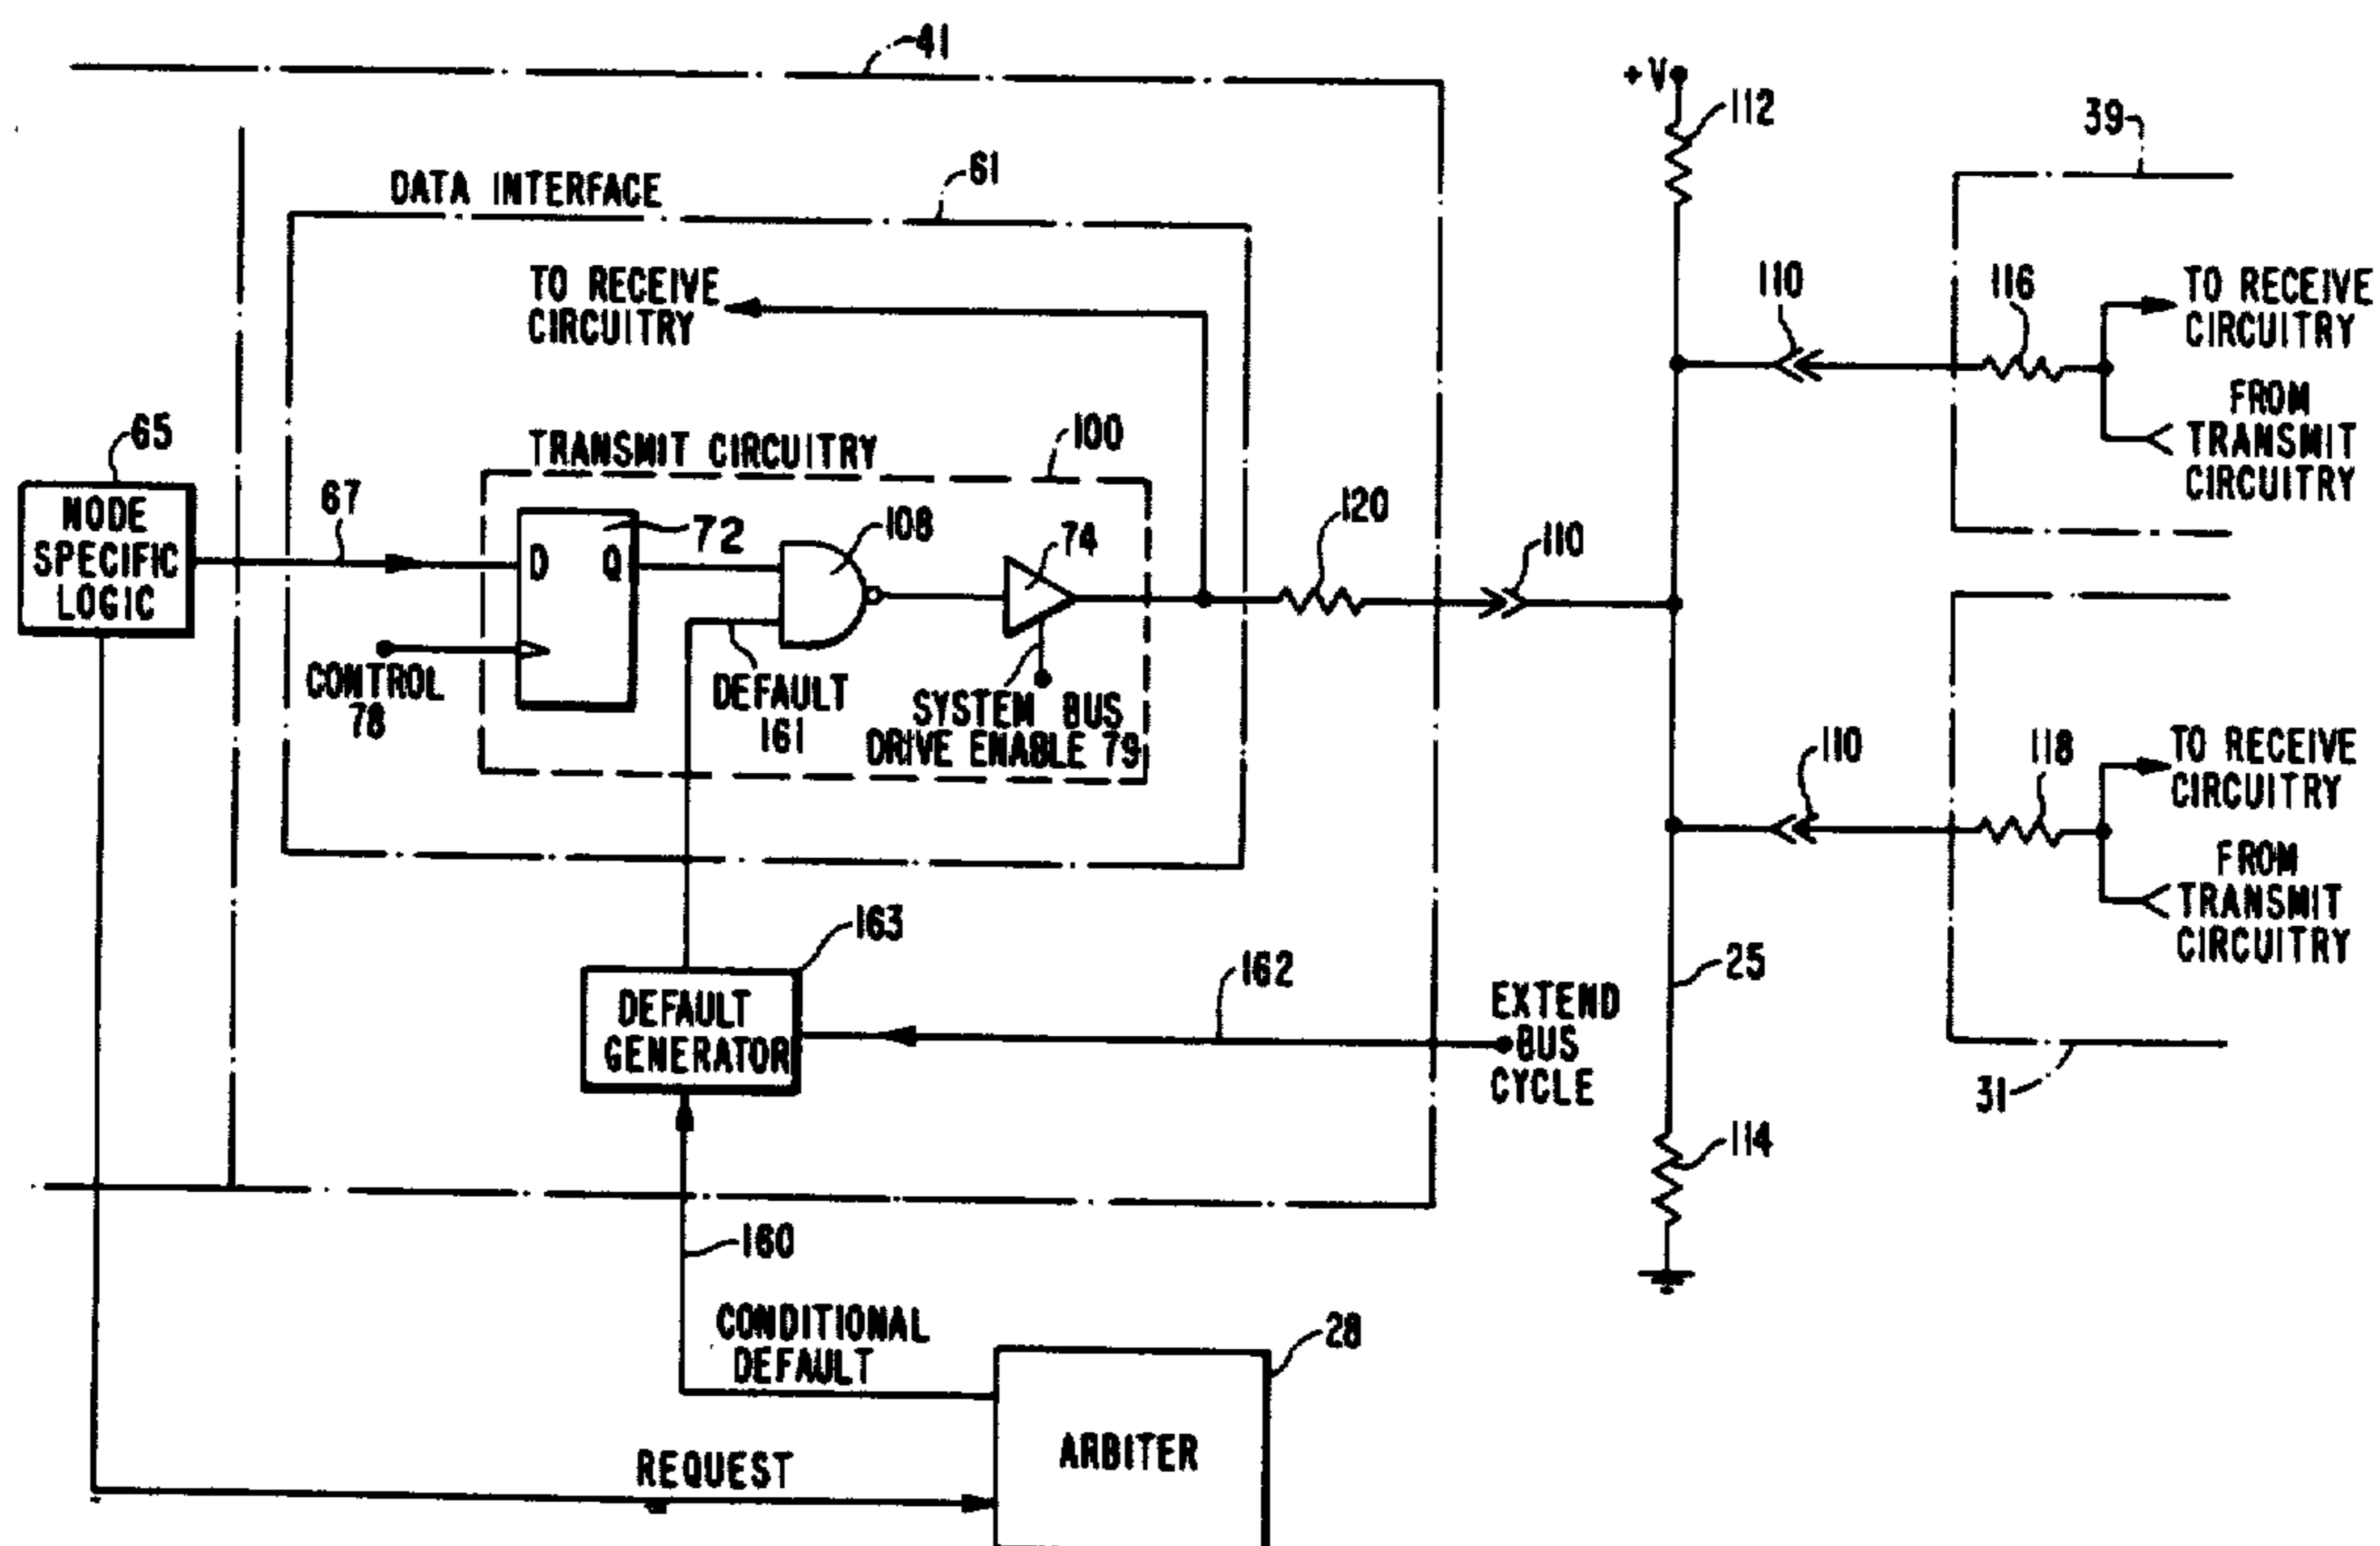 41
+V
112
39
DATA INTERFACE
61
TO RECEIVE
CIRCUITRY
110
116
TO RECEIVE
CIRCUITRY
FROM
TRANSMIT
CIRCUITRY
65
NODE
SPECIFIC
LOGIC
67
TRANSMIT CIRCUITRY
100
D
Q
72
108
74
120
110
CONTROL
78
DEFAULT
161
SYSTEM BUS
DRIVE ENABLE 79
110
118
TO RECEIVE
CIRCUITRY
FROM
TRANSMIT
CIRCUITRY
163
DEFAULT
GENERATOR
162
EXTEND
BUS
CYCLE
25
31
114
160
CONDITIONAL
DEFAULT
28
ARBITER
REQUEST